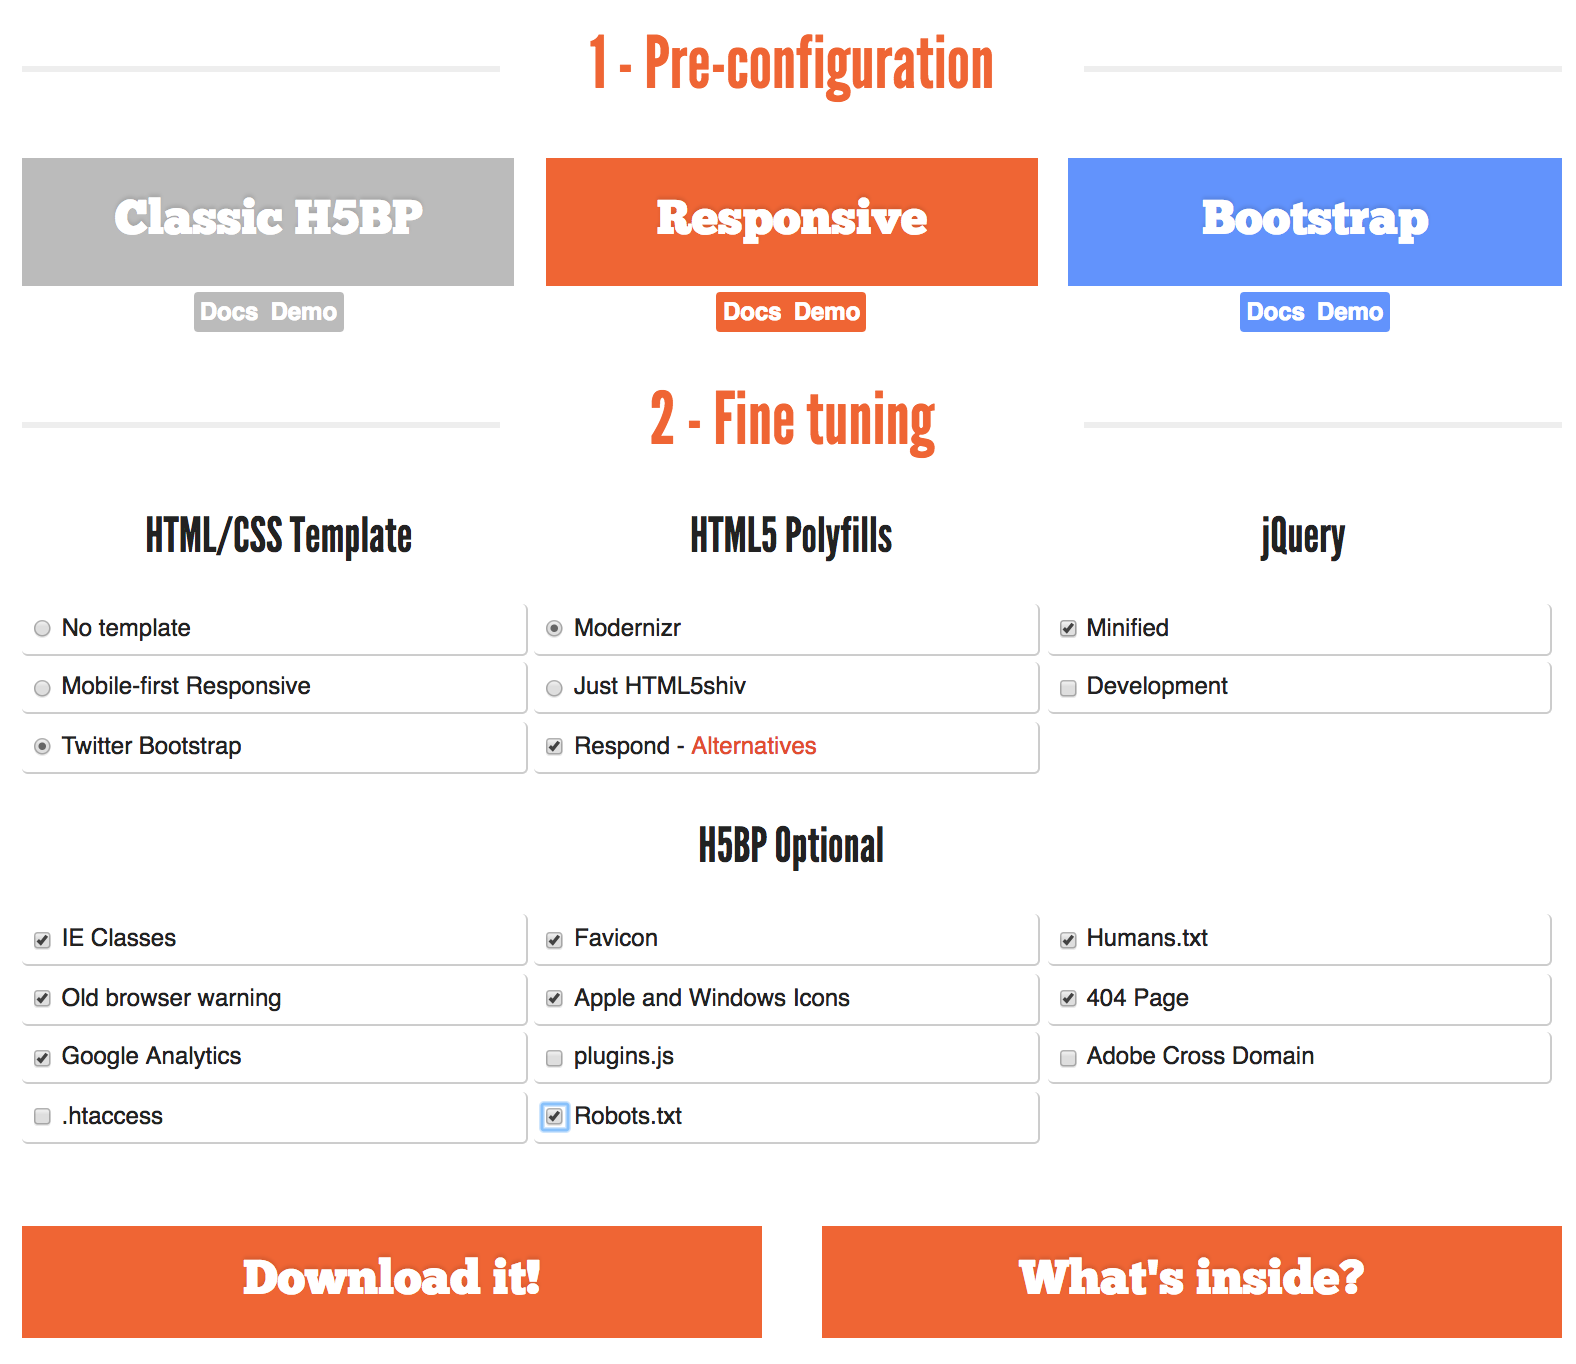 1 - Pre-configuration
Classic H5BP
Responsive
Bootstrap
Docs Demo
Docs Demo
Docs Demo
2 - Fine tuning
HTML/CSS Template
No template
Mobile-first Responsive
Twitter Bootstrap
HTML5 Polyfills
Modernizr
Just HTML5shiv
Respond - Alternatives
jQuery
Minified
Development
H5BP Optional
IE Classes
Old browser warning
Google Analytics
.htaccess
Favicon
Apple and Windows Icons
plugins.js
Robots.txt
Humans.txt
404 Page
Adobe Cross Domain
Download it!
What's inside?